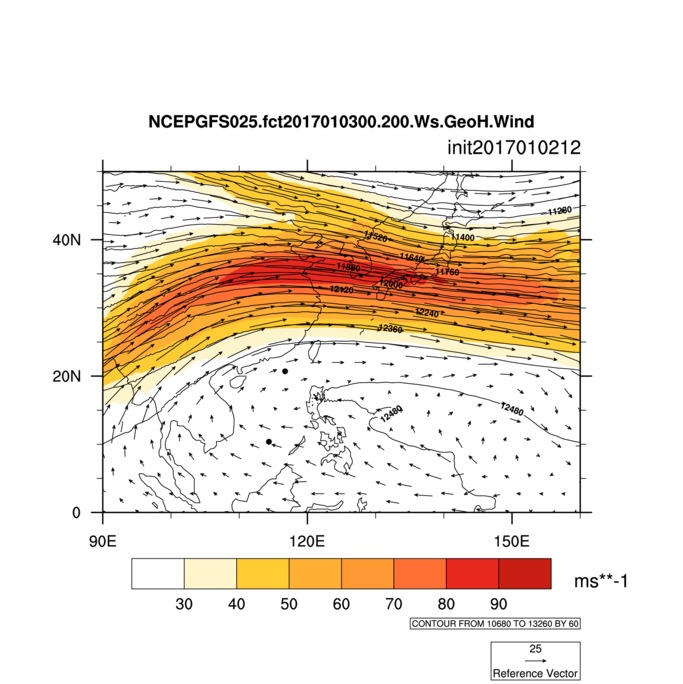 NCEPGFS025.fct2017010300.200.Ws.GeoH.Wind
init2017010212
11280
11520
11400
40N
11640
11880
11760
12000
12120
12240
12360
20N
12480
12480
0
90E 120E 150E
ms**-1
30 40 50 60 70 80 90
CONTOUR FROM 10680 TO 13260 BY 60
25
Reference Vector